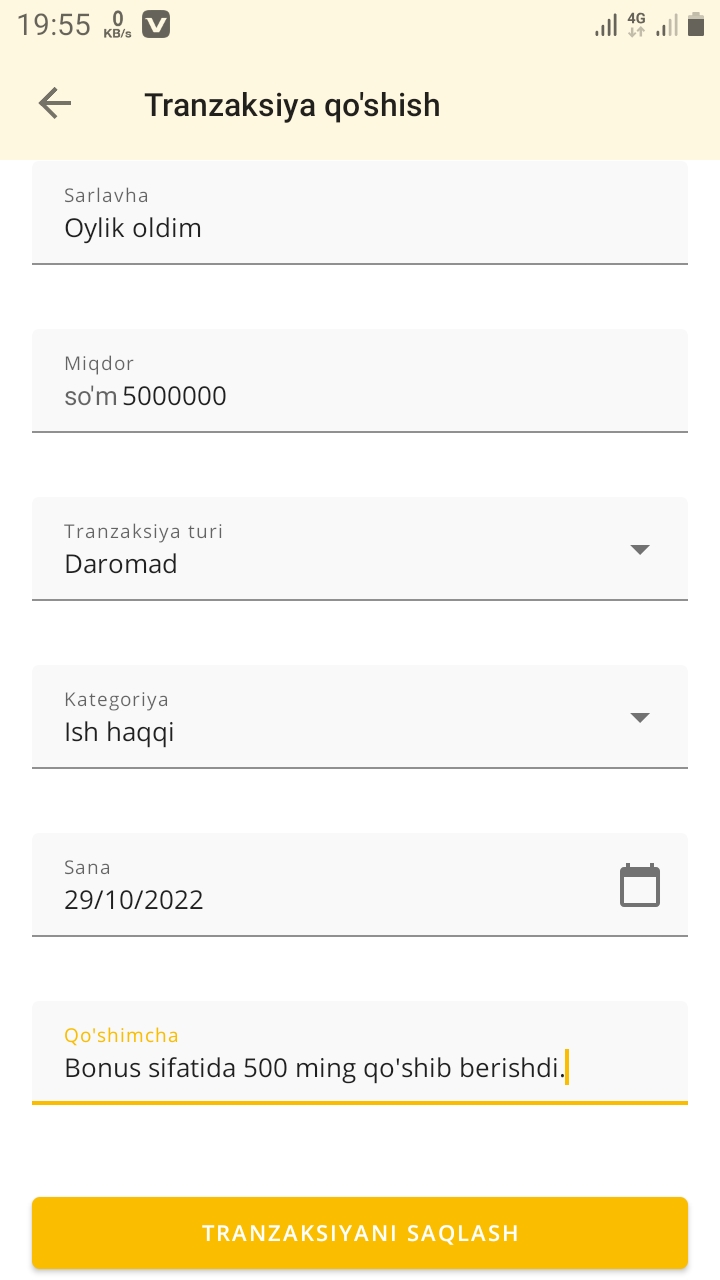 19:55 0 KB/s V 4G
Tranzaksiya qo'shish
Sarlavha
Oylik oldim
Miqdor
so'm 5000000
Tranzaksiya turi
Daromad
Kategoriya
Ish haqqi
Sana
29/10/2022
Qo'shimcha
Bonus sifatida 500 ming qo'shib berishdi.
TRANZAKSIYANI SAQLASH